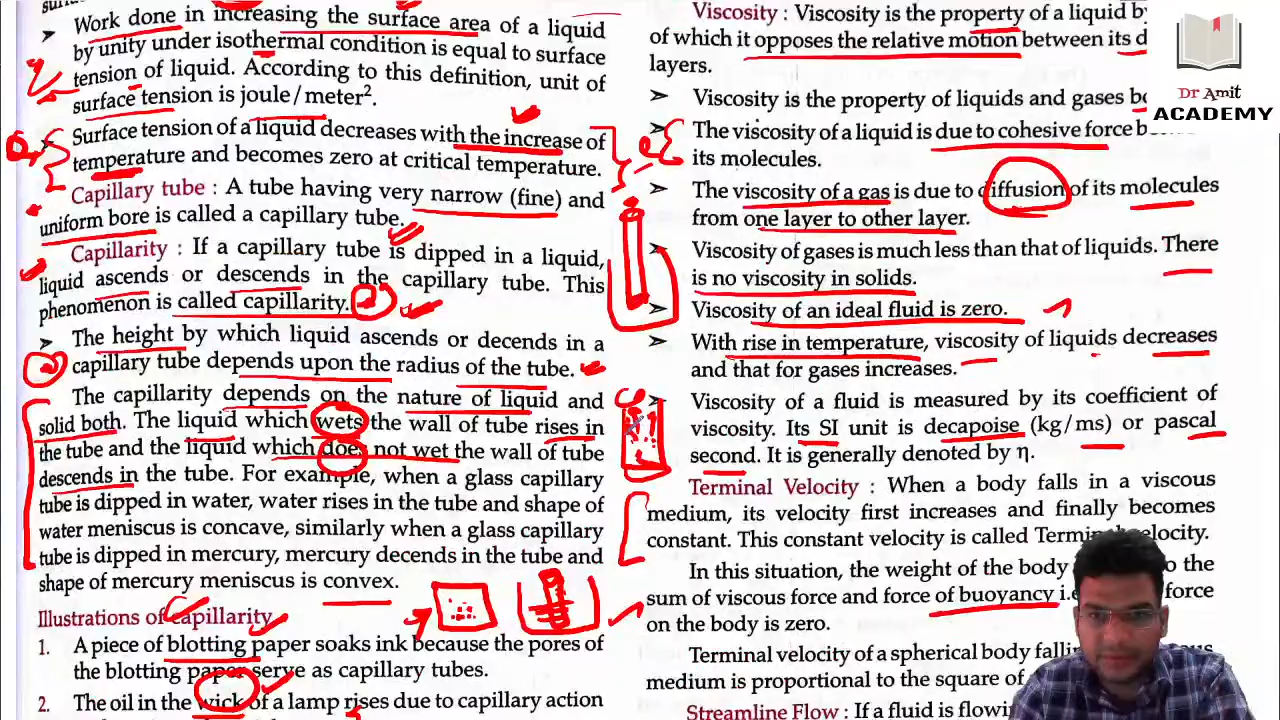 Work done in increasing the surface area of a liquid
by unity under isothermal condition is equal to surface
tension of liquid. According to this definition, unit of
surface tension is joule/meter².
Surface tension of a liquid decreases with the increase of
temperature and becomes zero at critical temperature.
Capillary tube : A tube having very narrow (fine) and
uniform bore is called a capillary tube.
Capillarity : If a capillary tube is dipped in a liquid,
liquid ascends or descends in the capillary tube. This
phenomenon is called capillarity.
The height by which liquid ascends or decends in a
capillary tube depends upon the radius of the tube.
The capillarity depends on the nature of liquid and
solid both. The liquid which wets the wall of tube rises in
the tube and the liquid which does not wet the wall of tube
descends in the tube. For example, when a glass capillary
tube is dipped in water, water rises in the tube and shape of
water meniscus is concave, similarly when a glass capillary
tube is dipped in mercury, mercury decends in the tube and
shape of mercury meniscus is convex.
Illustrations of capillarity
1. A piece of blotting paper soaks ink because the pores of
the blotting paper serve as capillary tubes.
2. The oil in the wick of a lamp rises due to capillary action
Viscosity : Viscosity is the property of a liquid by
of which it opposes the relative motion between its
layers.
Viscosity is the property of liquids and gases
The viscosity of a liquid is due to cohesive force
its molecules.
The viscosity of a gas is due to diffusion of its molecules
from one layer to other layer.
Viscosity of gases is much less than that of liquids. There
is no viscosity in solids.
Viscosity of an ideal fluid is zero.
With rise in temperature, viscosity of liquids decreases
and that for gases increases.
Viscosity of a fluid is measured by its coefficient of
viscosity. Its SI unit is decapoise (kg/ms) or pascal
second. It is generally denoted by η.
Terminal Velocity : When a body falls in a viscous
medium, its velocity first increases and finally becomes
constant. This constant velocity is called Terminal velocity.
In this situation, the weight of the body to the
sum of viscous force and force of buoyancy force
on the body is zero.
Terminal velocity of a spherical body
medium is proportional to the square of
Streamline Flow : If a fluid is
Dr Amit
ACADEMY